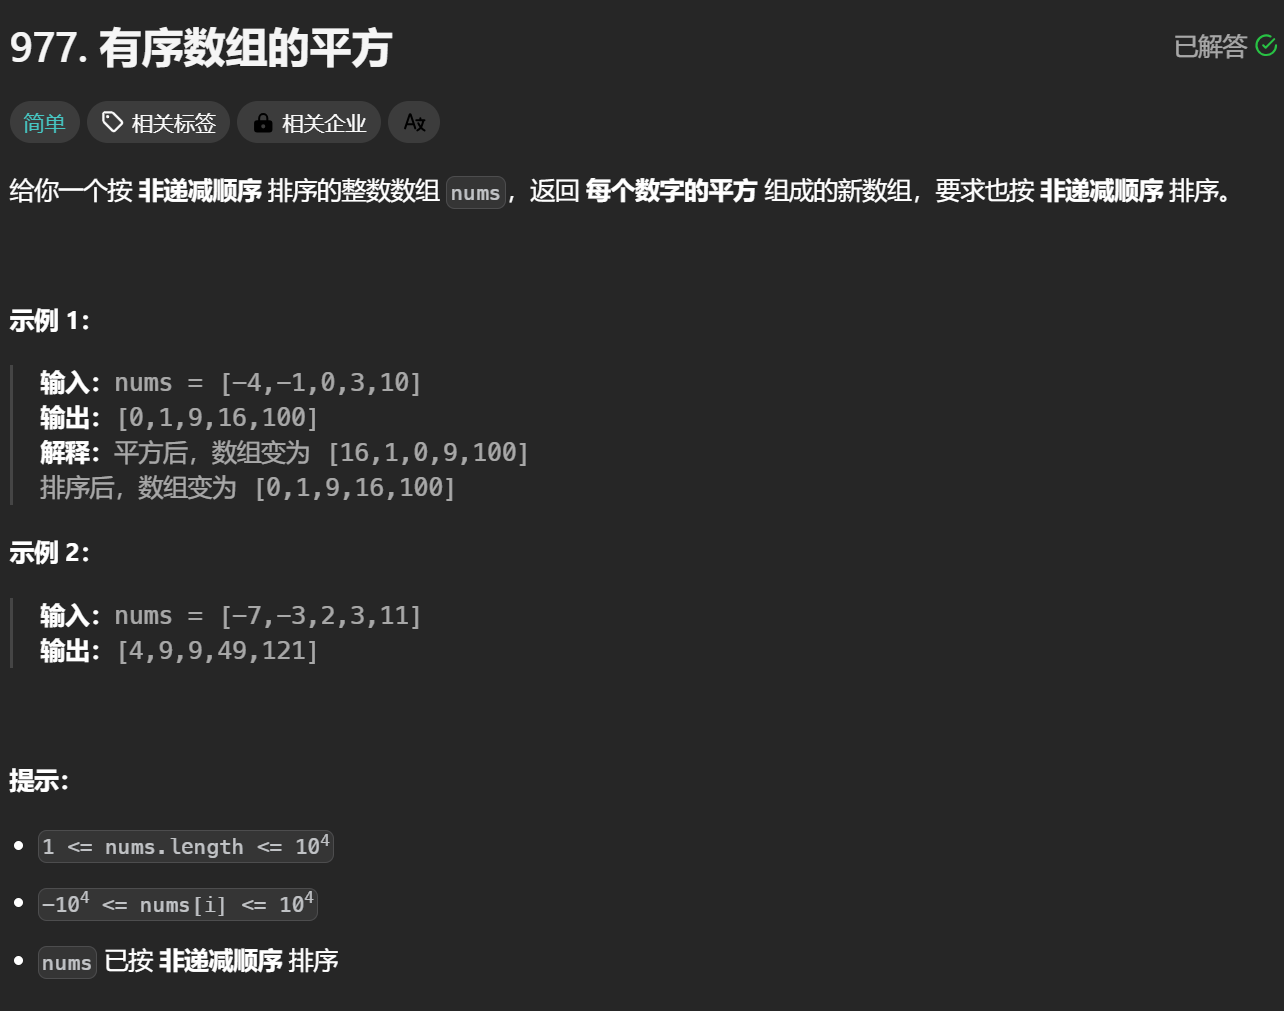 977. 有序数组的平方
已解答
简单 相关标签 相关企业 A文
给你一个按 非递减顺序 排序的整数数组 nums，返回 每个数字的平方 组成的新数组，要求也按 非递减顺序 排序。
示例 1：
输入：nums = [-4,-1,0,3,10]
输出：[0,1,9,16,100]
解释：平方后，数组变为 [16,1,0,9,100]
排序后，数组变为 [0,1,9,16,100]
示例 2：
输入：nums = [-7,-3,2,3,11]
输出：[4,9,9,49,121]
提示：
• 1 <= nums.length <= 10⁴
• -10⁴ <= nums[i] <= 10⁴
• nums 已按 非递减顺序 排序